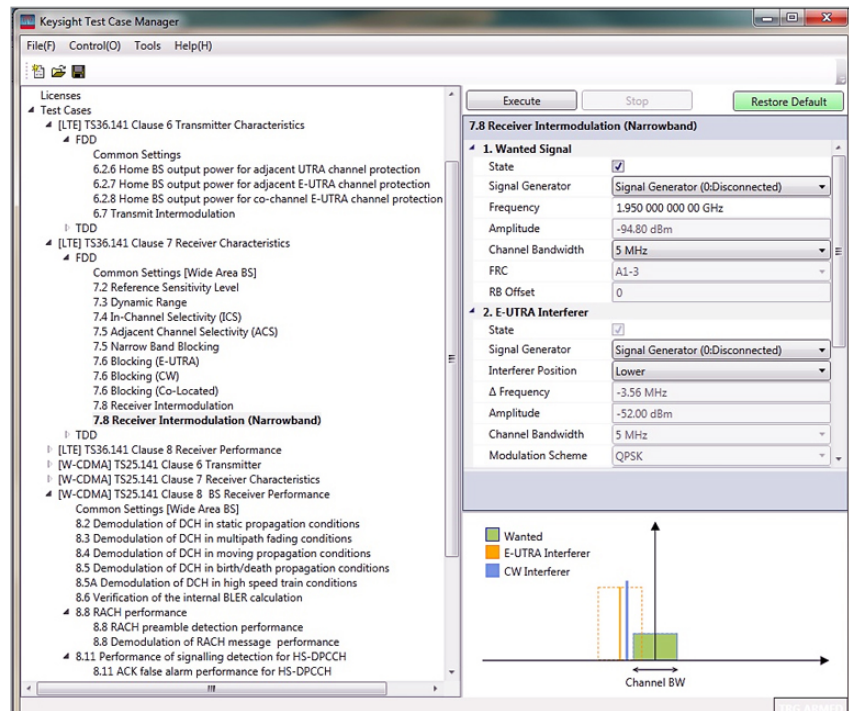 Keysight Test Case Manager
File(F) Control(O) Tools Help(H)
Licenses
Test Cases
[LTE] TS36.141 Clause 6 Transmitter Characteristics
FDD
Common Settings
6.2.6 Home BS output power for adjacent UTRA channel protection
6.2.7 Home BS output power for adjacent E-UTRA channel protection
6.2.8 Home BS output power for co-channel E-UTRA channel protection
6.7 Transmit Intermodulation
TDD
[LTE] TS36.141 Clause 7 Receiver Characteristics
FDD
Common Settings [Wide Area BS]
7.2 Reference Sensitivity Level
7.3 Dynamic Range
7.4 In-Channel Selectivity (ICS)
7.5 Adjacent Channel Selectivity (ACS)
7.5 Narrow Band Blocking
7.6 Blocking (E-UTRA)
7.6 Blocking (CW)
7.6 Blocking (Co-Located)
7.8 Receiver Intermodulation
7.8 Receiver Intermodulation (Narrowband)
TDD
[LTE] TS36.141 Clause 8 Receiver Performance
[W-CDMA] TS25.141 Clause 6 Transmitter
[W-CDMA] TS25.141 Clause 7 Receiver Characteristics
[W-CDMA] TS25.141 Clause 8 BS Receiver Performance
Common Settings [Wide Area BS]
8.2 Demodulation of DCH in static propagation conditions
8.3 Demodulation of DCH in multipath fading conditions
8.4 Demodulation of DCH in moving propagation conditions
8.5 Demodulation of DCH in birth/death propagation conditions
8.5A Demodulation of DCH in high speed train conditions
8.6 Verification of the internal BLER calculation
8.8 RACH performance
8.8 RACH preamble detection performance
8.8 Demodulation of RACH message performance
8.11 Performance of signalling detection for HS-DPCCH
8.11 ACK false alarm performance for HS-DPCCH
Execute Stop Restore Default
7.8 Receiver Intermodulation (Narrowband)
1. Wanted Signal
State
Signal Generator Signal Generator (0:Disconnected)
Frequency 1.950 000 000 00 GHz
Amplitude -94.80 dBm
Channel Bandwidth 5 MHz
FRC A1-3
RB Offset 0
2. E-UTRA Interferer
State
Signal Generator Signal Generator (0:Disconnected)
Interferer Position Lower
Δ Frequency -3.56 MHz
Amplitude -52.00 dBm
Channel Bandwidth 5 MHz
Modulation Scheme QPSK
Wanted
E-UTRA Interferer
CW Interferer
Channel BW
TRG ARMED